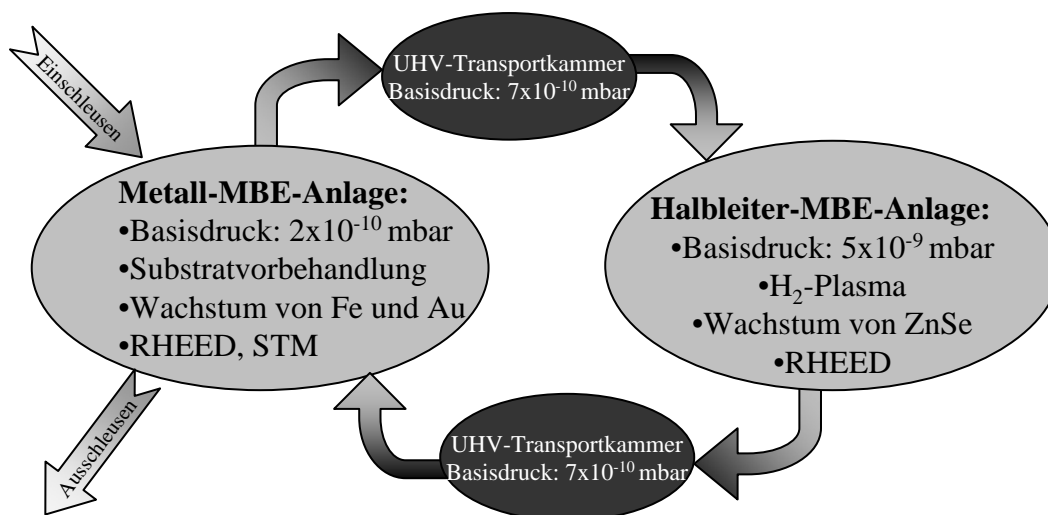 Einschleusen
UHV-Transportkammer
Basisdruck: 7x10⁻¹⁰ mbar
Metall-MBE-Anlage:
•Basisdruck: 2x10⁻¹⁰ mbar
•Substratvorbehandlung
•Wachstum von Fe und Au
•RHEED, STM
Halbleiter-MBE-Anlage:
•Basisdruck: 5x10⁻⁹ mbar
•H₂-Plasma
•Wachstum von ZnSe
•RHEED
Ausschleusen
UHV-Transportkammer
Basisdruck: 7x10⁻¹⁰ mbar